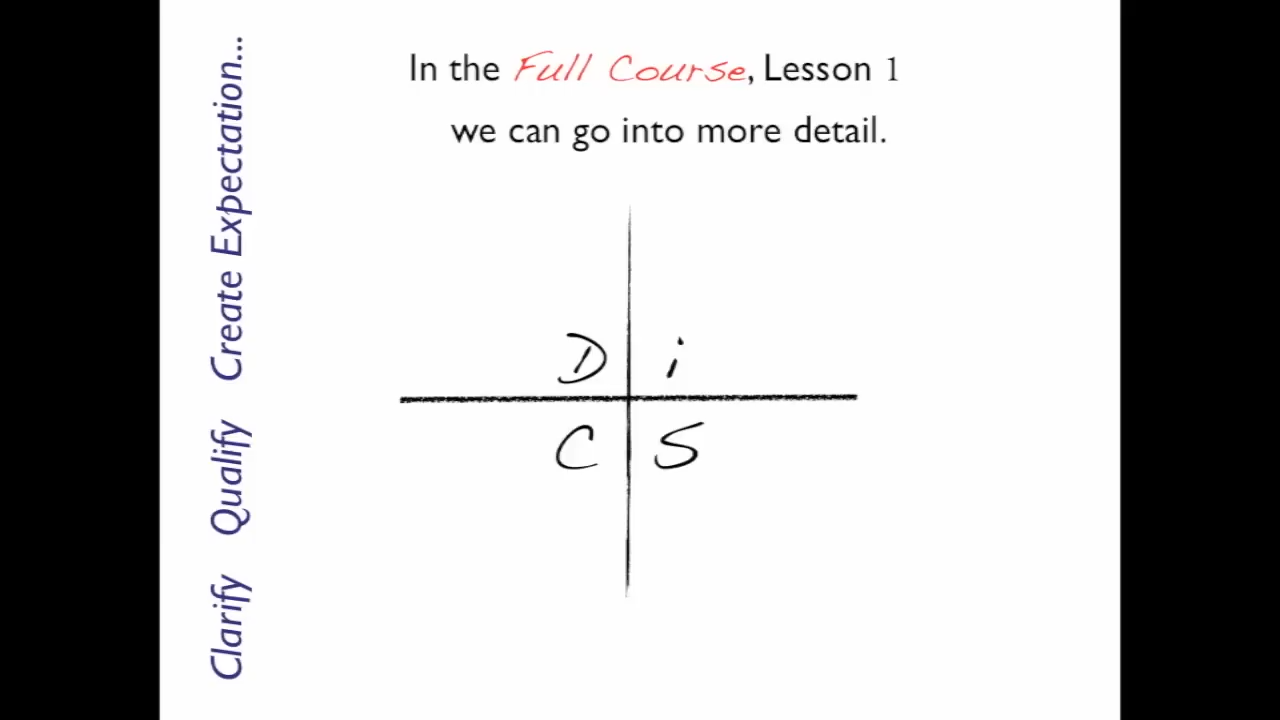 In the Full Course, Lesson 1
we can go into more detail.
Clarify Qualify Create Expectation...
D i
C S